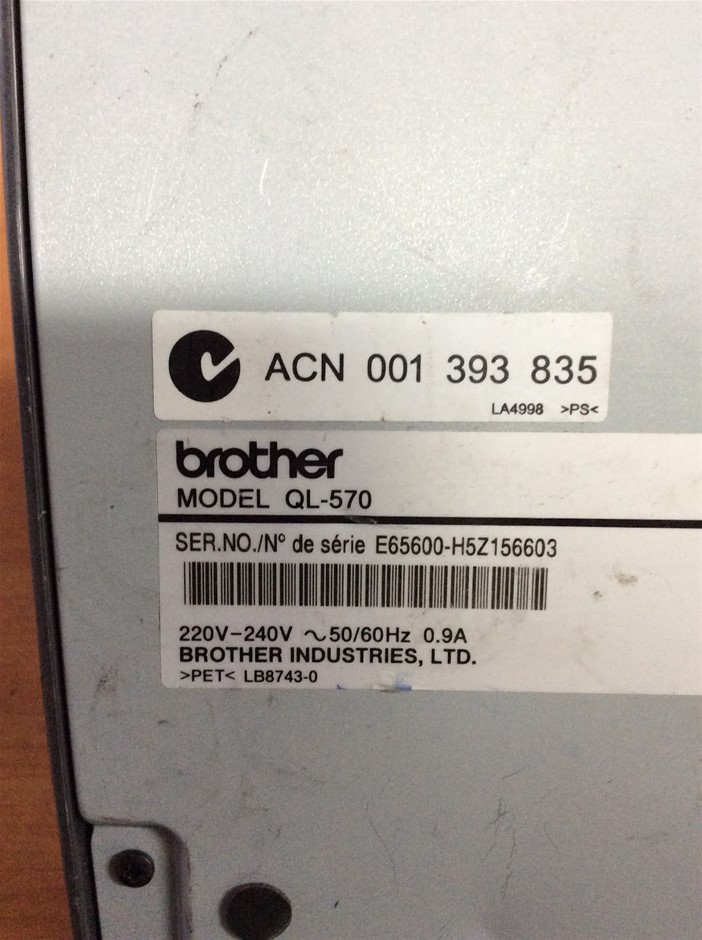 ACN 001 393 835
LA4998 >PS<
brother
MODEL QL-570
SER.NO./Nº de série E65600-H5Z156603
220V-240V ~ 50/60Hz 0.9A
BROTHER INDUSTRIES, LTD.
>PET< LB8743-0